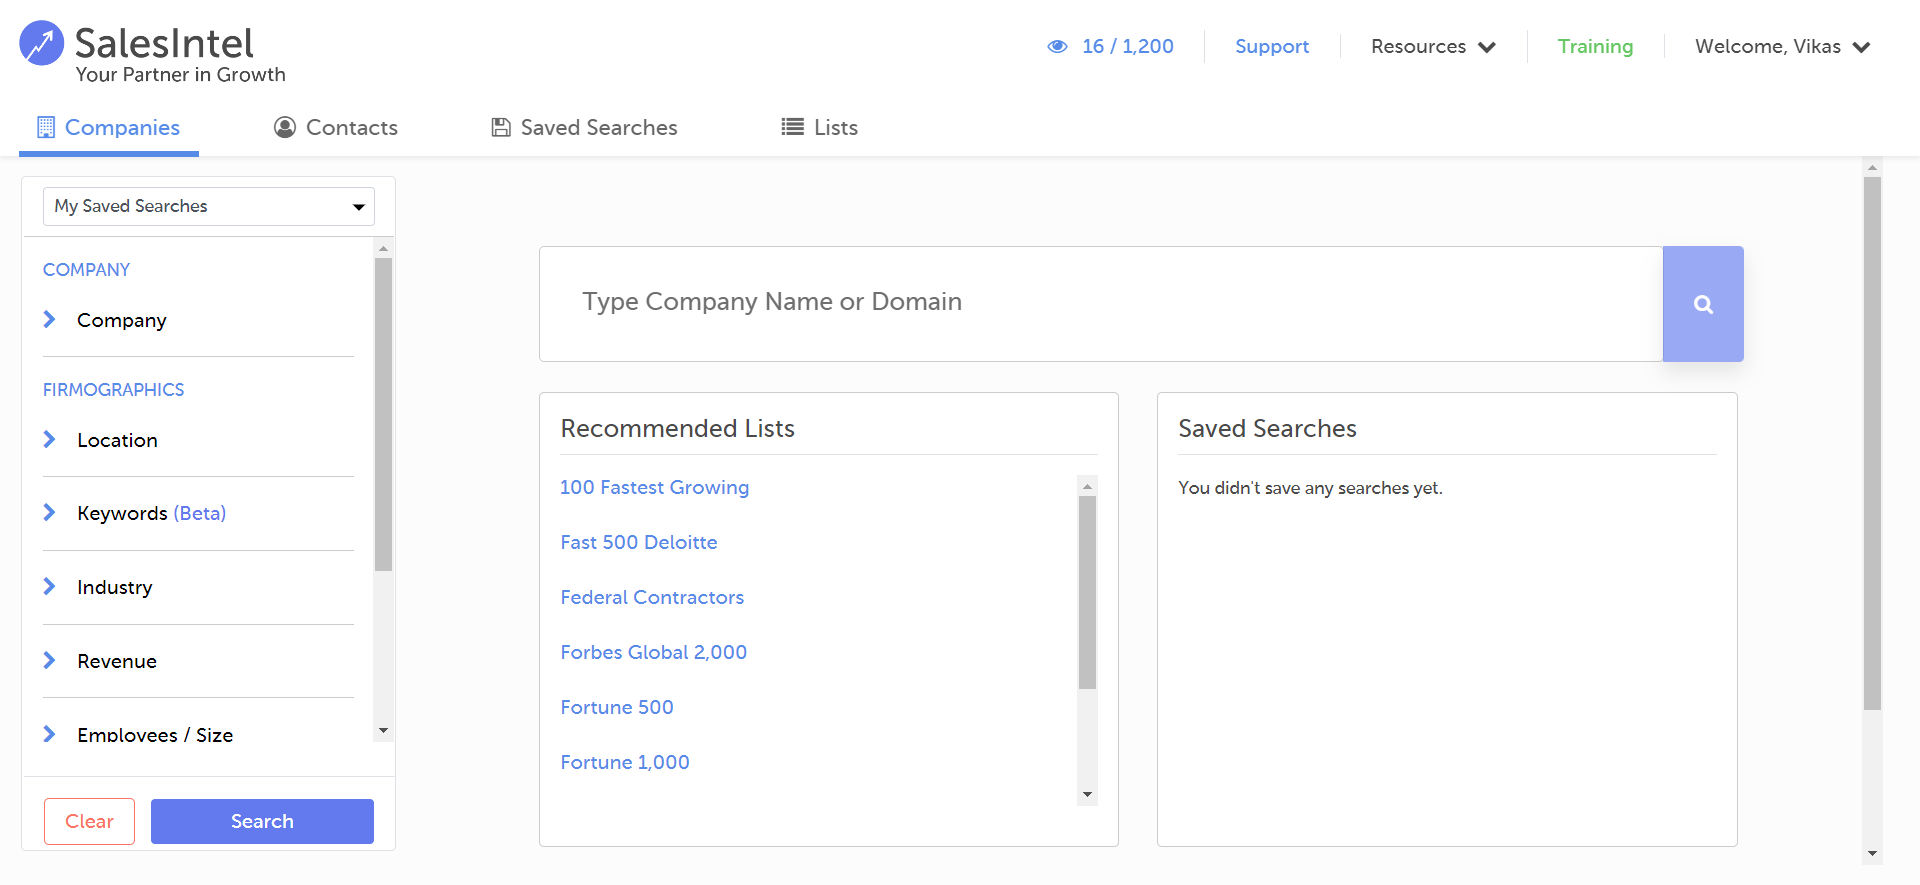 SalesIntel
Your Partner in Growth
16 / 1,200
Support
Resources
Training
Welcome, Vikas
Companies
Contacts
Saved Searches
Lists
My Saved Searches
COMPANY
Company
FIRMOGRAPHICS
Location
Keywords (Beta)
Industry
Revenue
Employees / Size
Clear
Search
Type Company Name or Domain
Recommended Lists
100 Fastest Growing
Fast 500 Deloitte
Federal Contractors
Forbes Global 2,000
Fortune 500
Fortune 1,000
Saved Searches
You didn't save any searches yet.